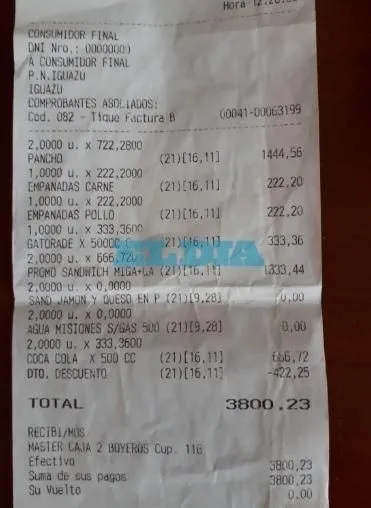 Hora 12:20:
CONSUMIDOR FINAL
DNI Nro.: 00000000
A CONSUMIDOR FINAL
P.N.IGUAZU
IGUAZU
COMPROBANTES ASOCIADOS:
Cod. 082 - Tique Factura B 00041-00063199
2,0000 u. x 722,2800
PANCHO (21)[16,11] 1444,56
1,0000 u. x 222,2000
EMPANADAS CARNE (21)[16,11] 222,20
1,0000 u. x 222,2000
EMPANADAS POLLO (21)[16,11] 222,20
1,0000 u. x 333,3600
GATORADE X 500CC (21)[16,11] 333,36
EL DIA
2,0000 u. x 666,720
PROMO SANDWICH MIGA+LA (21)[16,11] 1333,44
2,0000 u. x 0,0000
SAND JAMON Y QUESO EN P (21)[9,28] 0,00
2,0000 u. x 0,0000
AGUA MISIONES S/GAS 500 (21)[9,28] 0,00
2,0000 u. x 333,3600
COCA COLA X 500 CC (21)[16,11] 666,72
DTO. DESCUENTO (21)[16,11] -422,25
TOTAL 3800,23
RECIBI/MOS
MASTER CAJA 2 BOYEROS Cup. 116
Efectivo 3800,23
Suma de sus pagos 3800,23
Su Vuelto 0.00